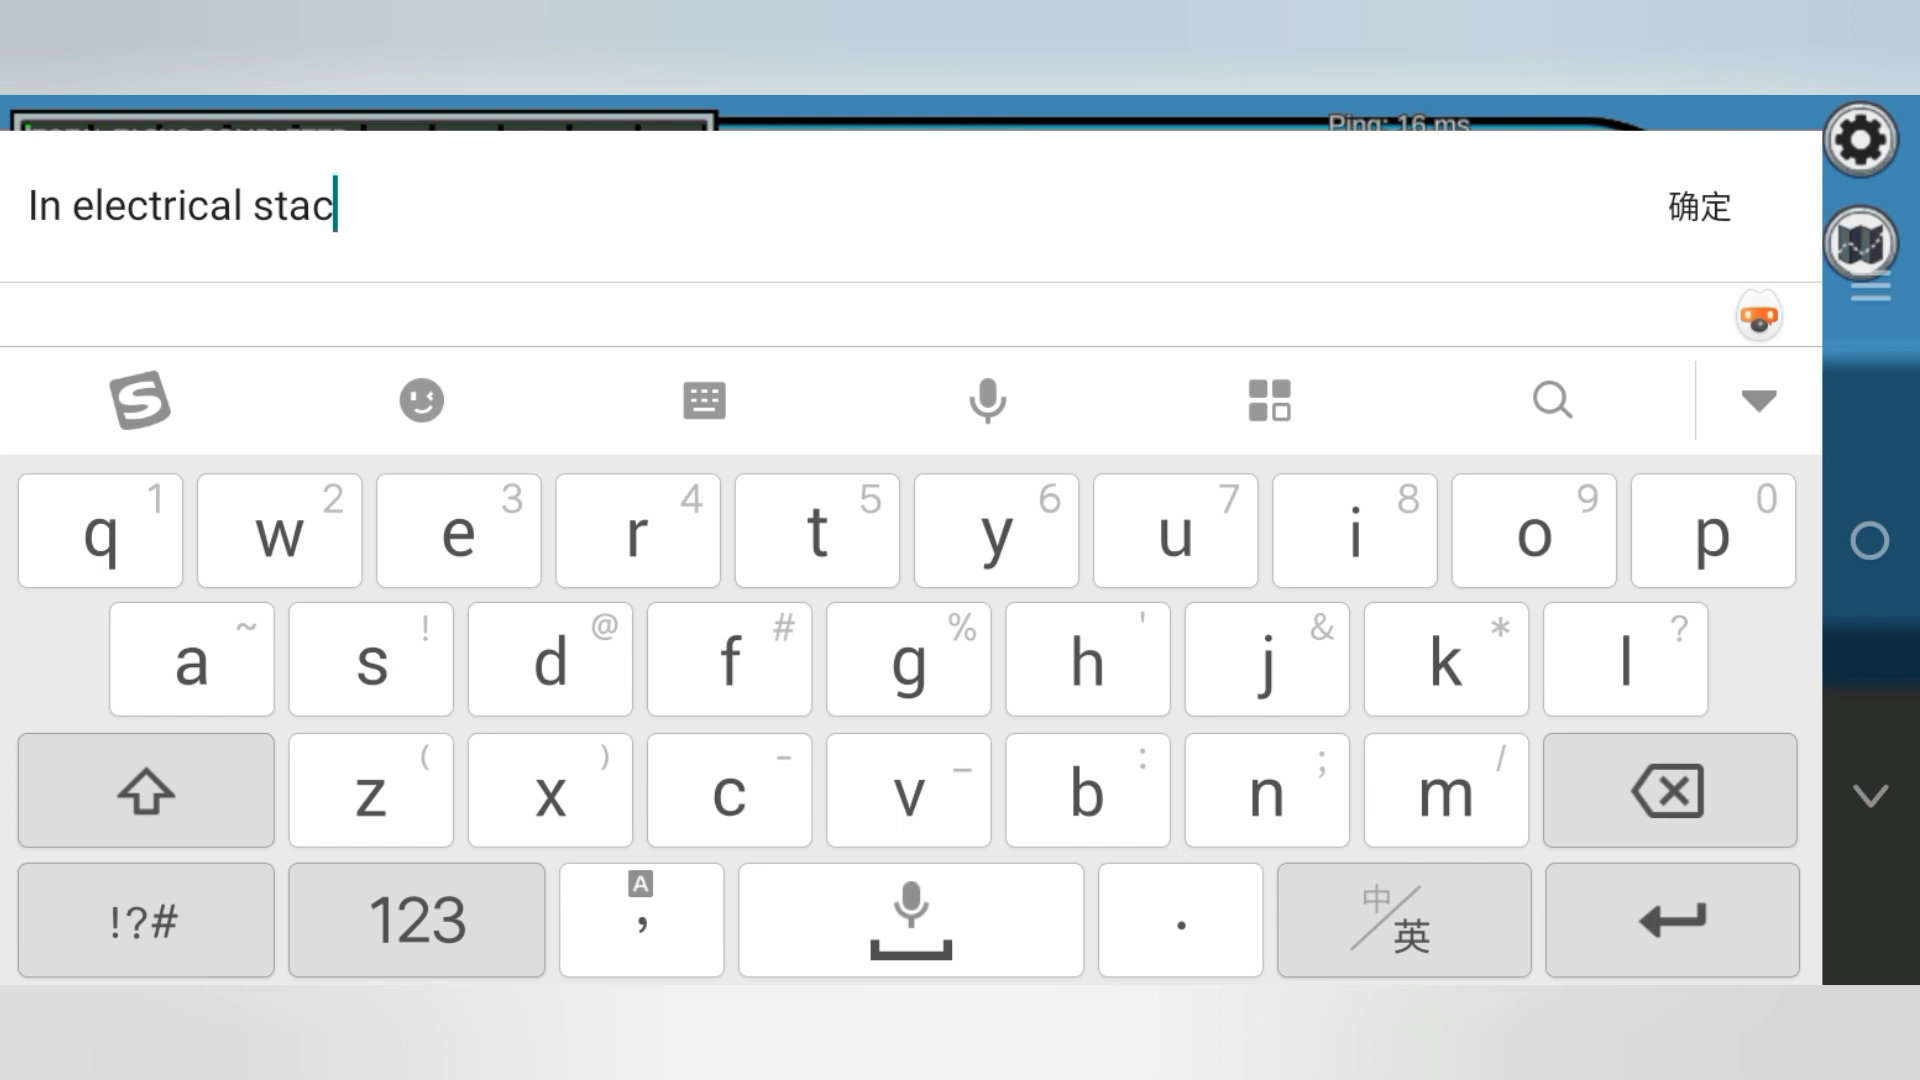 Ping: 16 ms
In electrical stac
确定
q 1 w 2 e 3 r 4 t 5 y 6 u 7 i 8 o 9 p 0
a ~ s ! d @ f # g % h ' j & k * l ?
z ( x ) c - v _ b : n ; m /
!?# 123 A , . 中/英